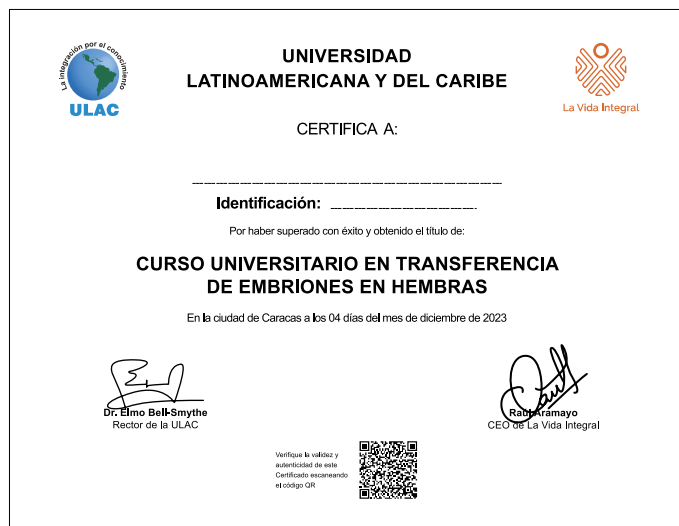 La integración por el conocimiento
ULAC
UNIVERSIDAD
LATINOAMERICANA Y DEL CARIBE
La Vida Integral
CERTIFICA A:
Identificación:
Por haber superado con éxito y obtenido el título de:
CURSO UNIVERSITARIO EN TRANSFERENCIA
DE EMBRIONES EN HEMBRAS
En la ciudad de Caracas a los 04 días del mes de diciembre de 2023
Dr. Elmo Bell-Smythe
Rector de la ULAC
Raúl Aramayo
CEO de La Vida Integral
Verifique la validez y
autenticidad de este
Certificado escaneando
el código QR